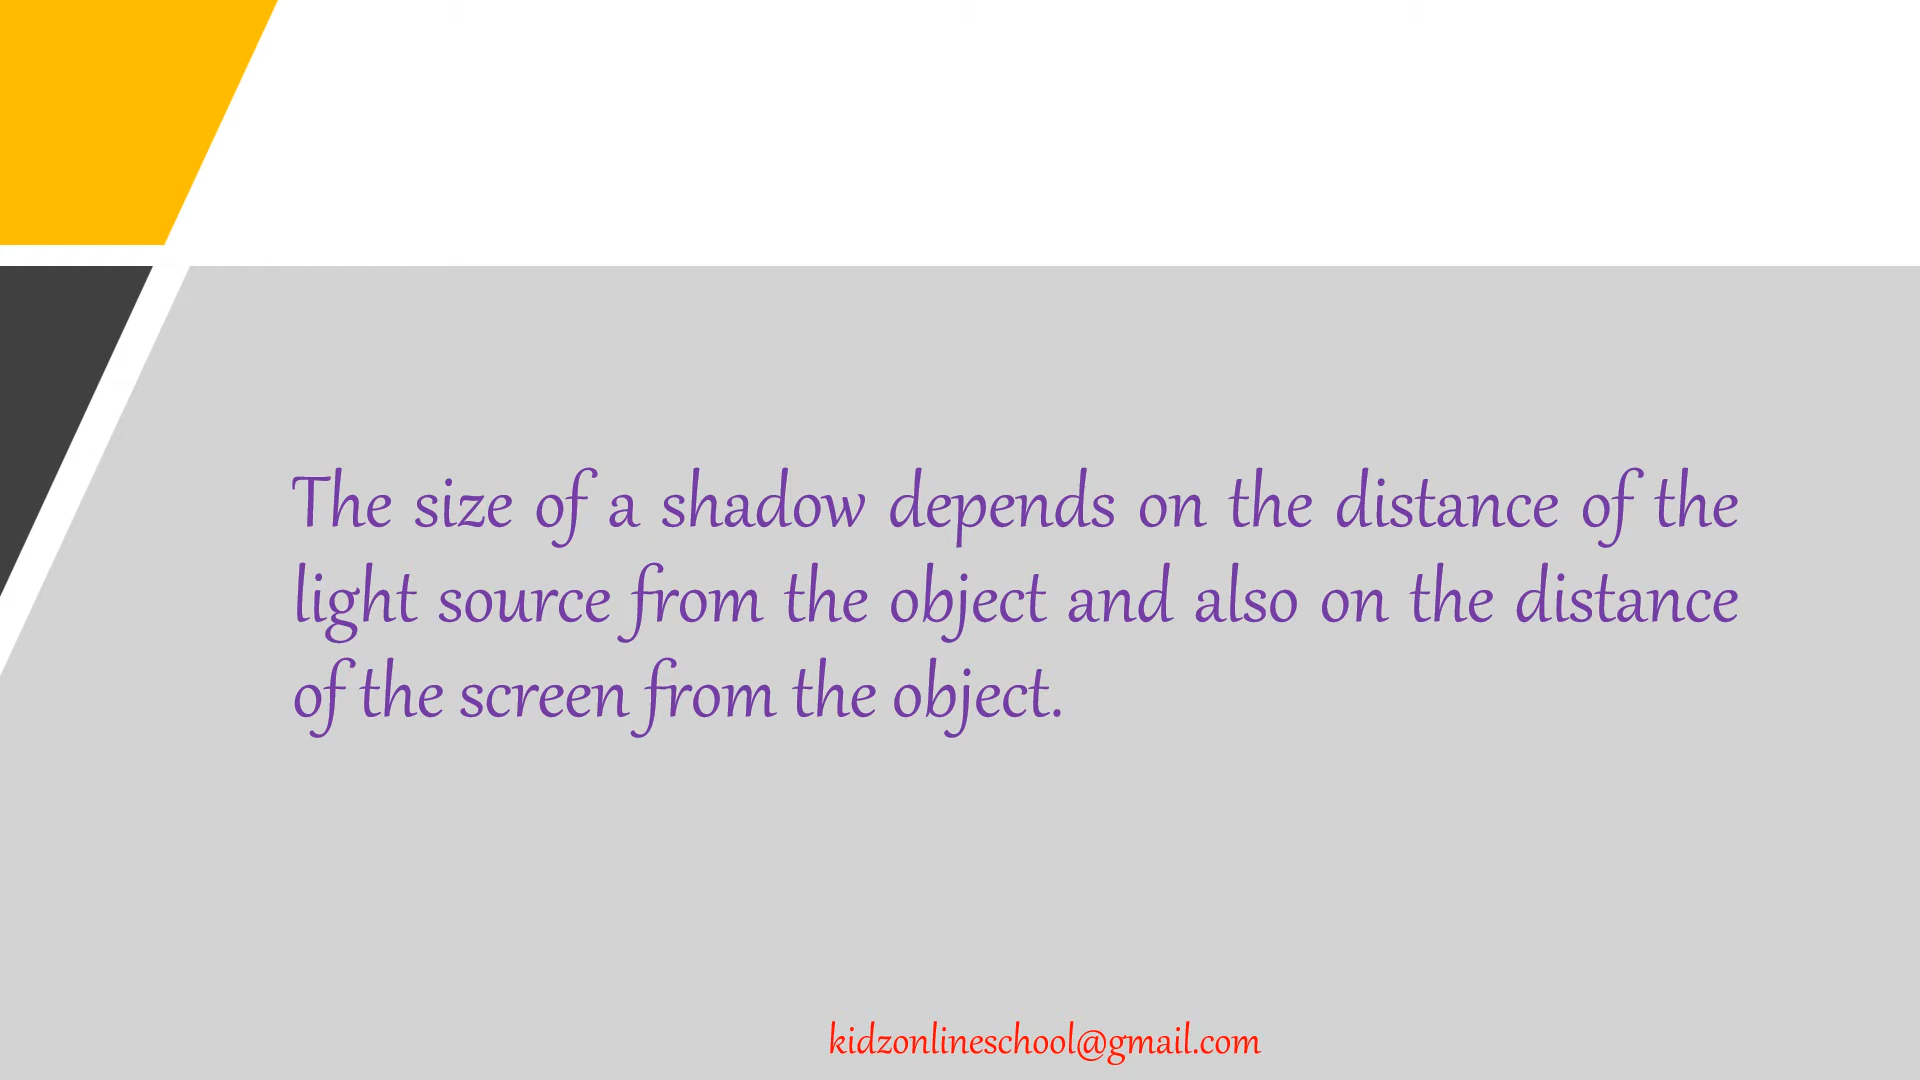 The size of a shadow depends on the distance of the
light source from the object and also on the distance
of the screen from the object.
kidzonlineschool@gmail.com